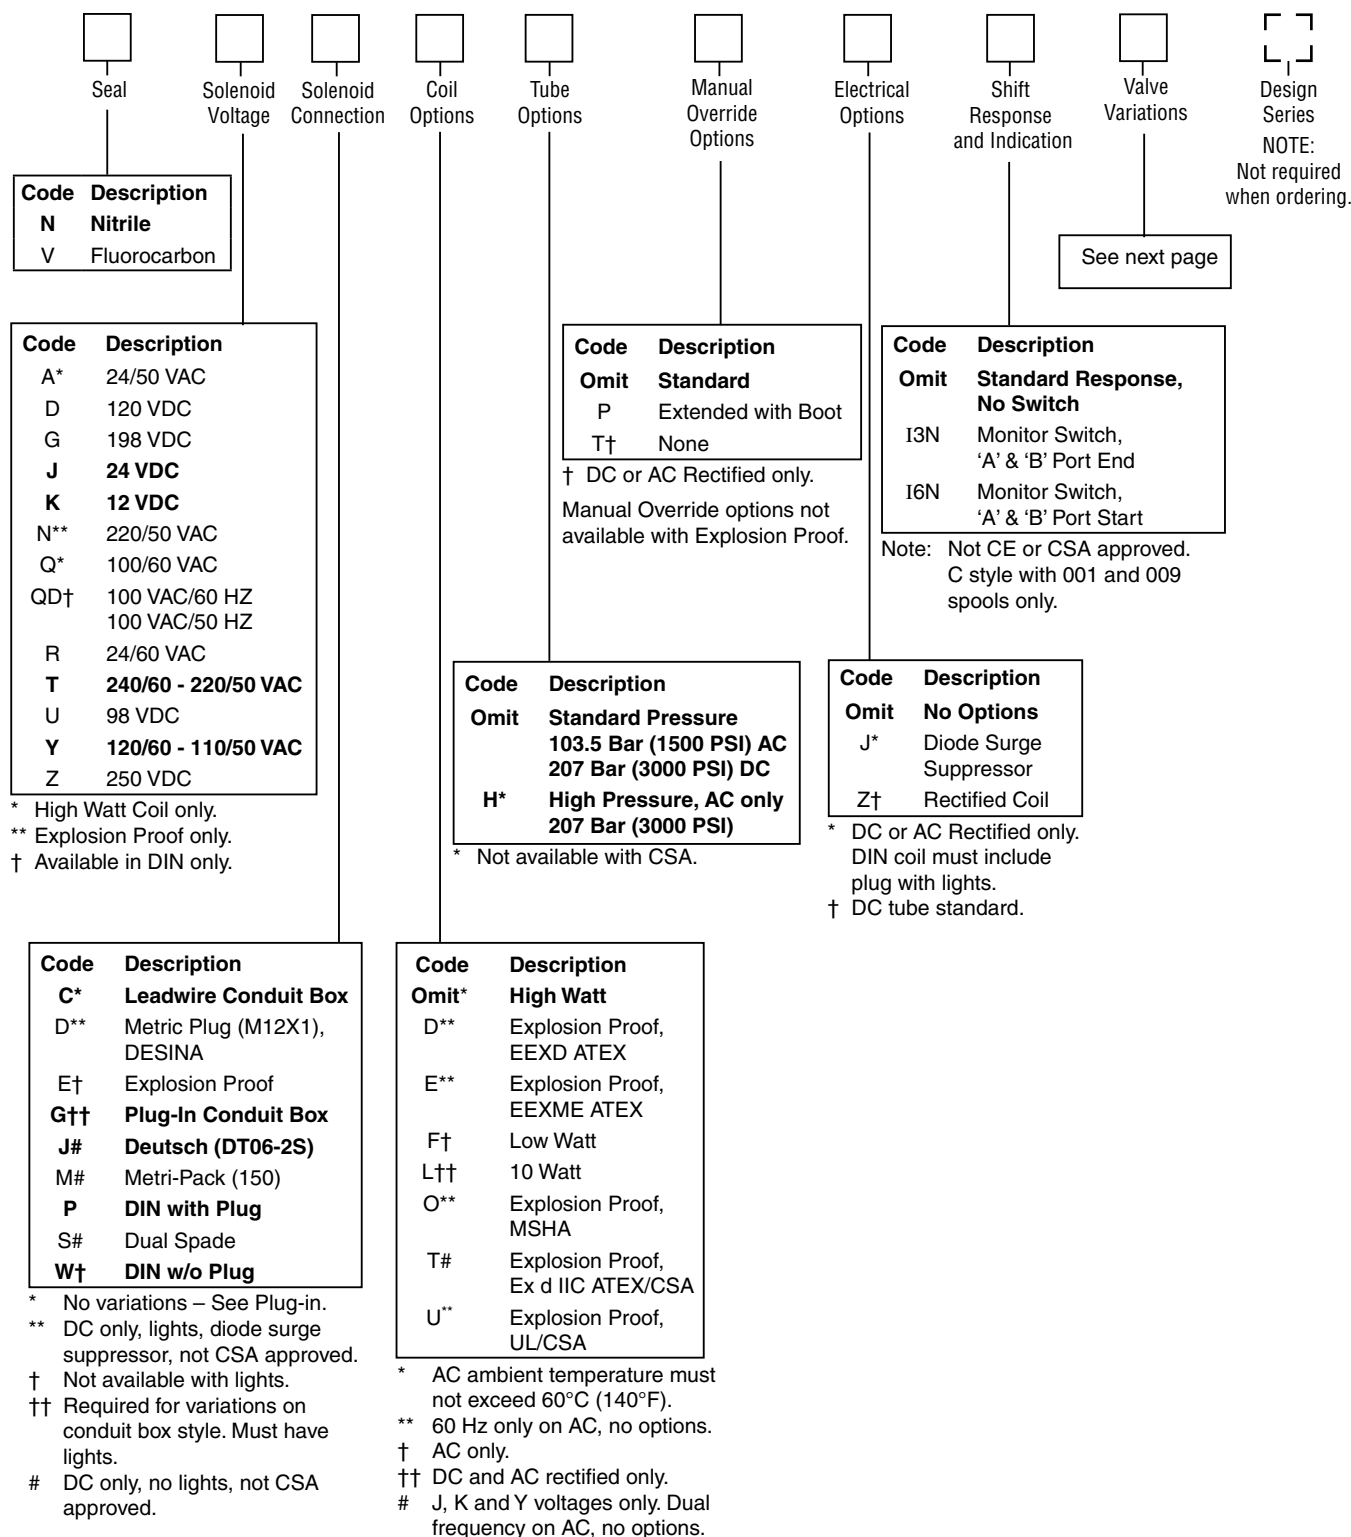 Seal
Solenoid
Voltage
Solenoid
Connection
Coil
Options
Tube
Options
Manual
Override
Options
Electrical
Options
Shift
Response
and Indication
Valve
Variations
Design
Series
NOTE:
Not required
when ordering.
Code Description
N Nitrile
V Fluorocarbon
See next page
Code Description
A* 24/50 VAC
D 120 VDC
G 198 VDC
J 24 VDC
K 12 VDC
N** 220/50 VAC
Q* 100/60 VAC
QD† 100 VAC/60 HZ
100 VAC/50 HZ
R 24/60 VAC
T 240/60 - 220/50 VAC
U 98 VDC
Y 120/60 - 110/50 VAC
Z 250 VDC
* High Watt Coil only.
** Explosion Proof only.
† Available in DIN only.
Code Description
Omit Standard
P Extended with Boot
T† None
† DC or AC Rectified only.
Manual Override options not
available with Explosion Proof.
Code Description
Omit Standard Response,
No Switch
I3N Monitor Switch,
‘A’ & ‘B’ Port End
I6N Monitor Switch,
‘A’ & ‘B’ Port Start
Note: Not CE or CSA approved.
C style with 001 and 009
spools only.
Code Description
Omit Standard Pressure
103.5 Bar (1500 PSI) AC
207 Bar (3000 PSI) DC
H* High Pressure, AC only
207 Bar (3000 PSI)
* Not available with CSA.
Code Description
Omit No Options
J* Diode Surge
Suppressor
Z† Rectified Coil
* DC or AC Rectified only.
DIN coil must include
plug with lights.
† DC tube standard.
Code Description
C* Leadwire Conduit Box
D** Metric Plug (M12X1),
DESINA
E† Explosion Proof
G†† Plug-In Conduit Box
J# Deutsch (DT06-2S)
M# Metri-Pack (150)
P DIN with Plug
S# Dual Spade
W† DIN w/o Plug
* No variations – See Plug-in.
** DC only, lights, diode surge
suppressor, not CSA approved.
† Not available with lights.
†† Required for variations on
conduit box style. Must have
lights.
# DC only, no lights, not CSA
approved.
Code Description
Omit* High Watt
D** Explosion Proof,
EEXD ATEX
E** Explosion Proof,
EEXME ATEX
F† Low Watt
L†† 10 Watt
O** Explosion Proof,
MSHA
T# Explosion Proof,
Ex d IIC ATEX/CSA
U** Explosion Proof,
UL/CSA
* AC ambient temperature must
not exceed 60°C (140°F).
** 60 Hz only on AC, no options.
† AC only.
†† DC and AC rectified only.
# J, K and Y voltages only. Dual
frequency on AC, no options.